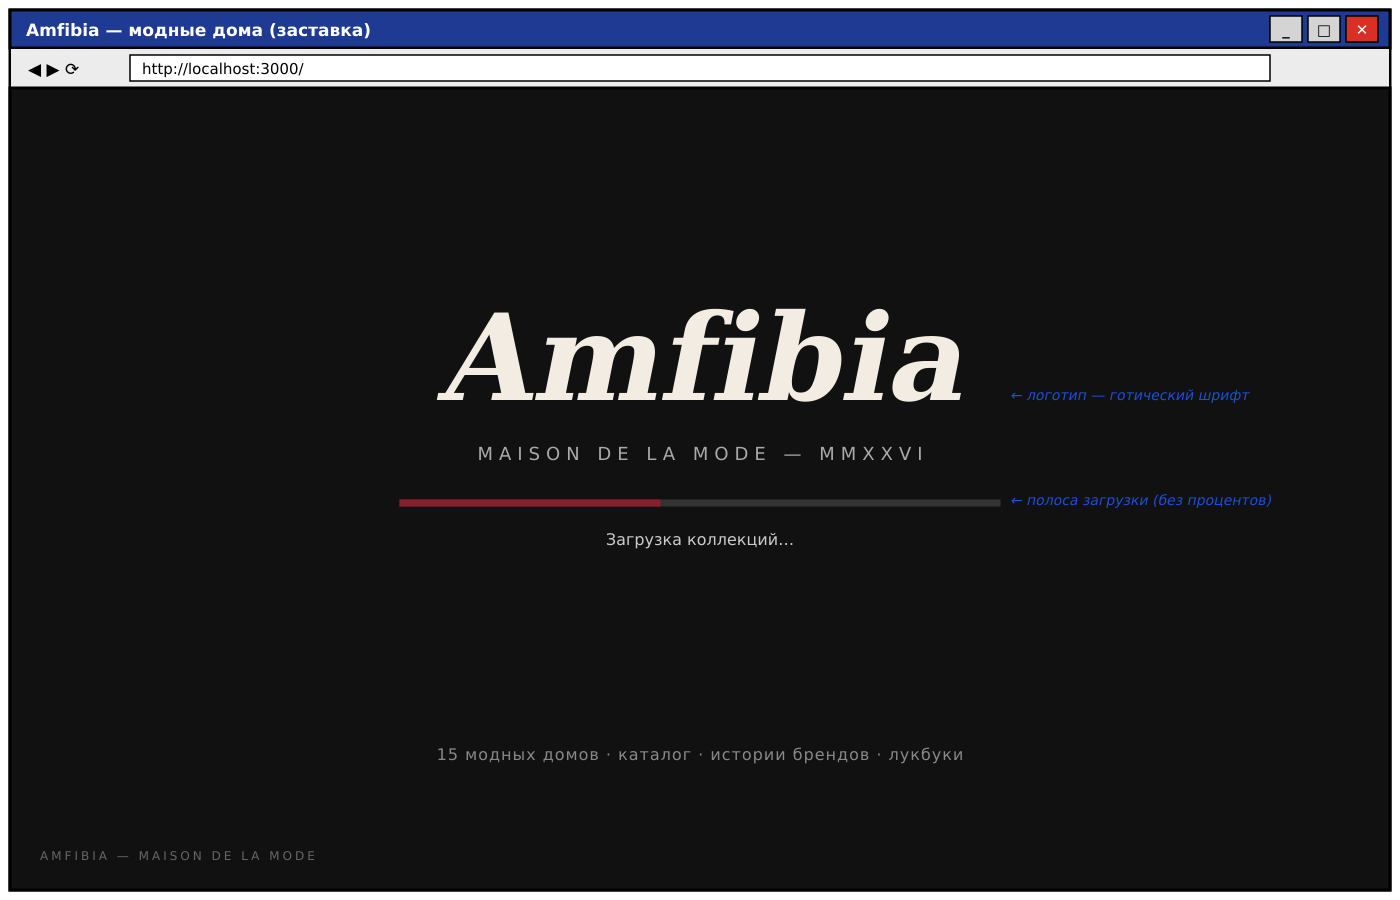 Amfibia — модные дома (заставка)
http://localhost:3000/
Amfibia
← логотип — готический шрифт
MAISON DE LA MODE — MMXXVI
← полоса загрузки (без процентов)
Загрузка коллекций...
15 модных домов · каталог · истории брендов · лукбуки
AMFIBIA — MAISON DE LA MODE